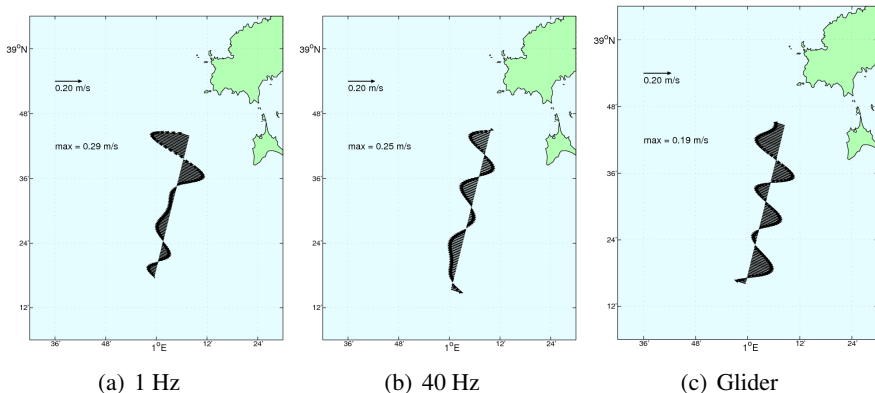 39°N
0.20 m/s
48'
max = 0.29 m/s
36'
24'
12'
36' 48' 1°E 12' 24'
(a) 1 Hz
39°N
0.20 m/s
48'
max = 0.25 m/s
36'
24'
12'
36' 48' 1°E 12' 24'
(b) 40 Hz
39°N
0.20 m/s
48'
max = 0.19 m/s
36'
24'
12'
36' 48' 1°E 12' 24'
(c) Glider